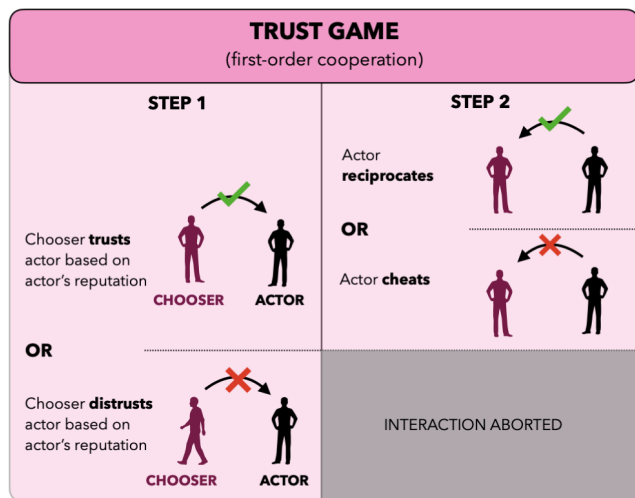 TRUST GAME
(first-order cooperation)
STEP 1
Chooser trusts
actor based on
actor's reputation
CHOOSER
ACTOR
OR
Chooser distrusts
actor based on
actor's reputation
CHOOSER
ACTOR
STEP 2
Actor
reciprocates
OR
Actor cheats
INTERACTION ABORTED